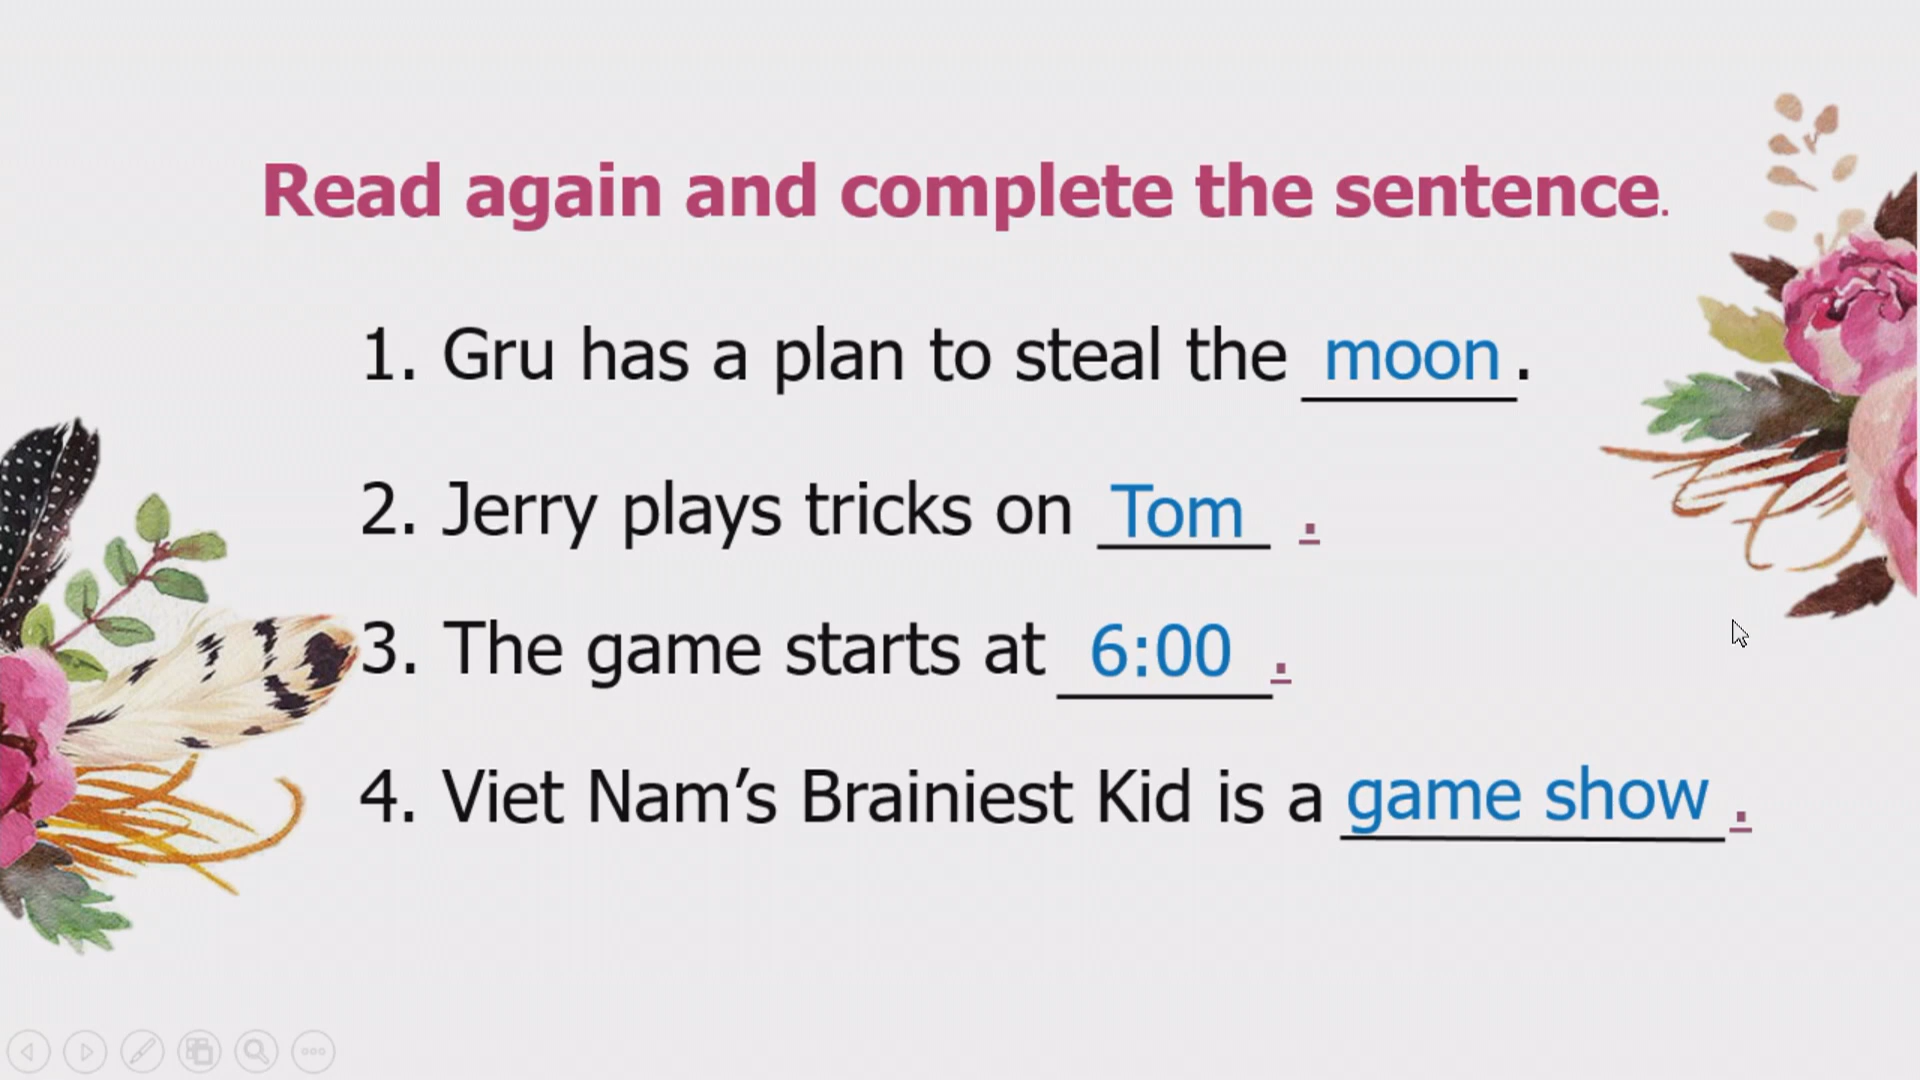 Read again and complete the sentence.
1. Gru has a plan to steal the moon.
2. Jerry plays tricks on Tom .
3. The game starts at 6:00 .
4. Viet Nam’s Brainiest Kid is a game show .